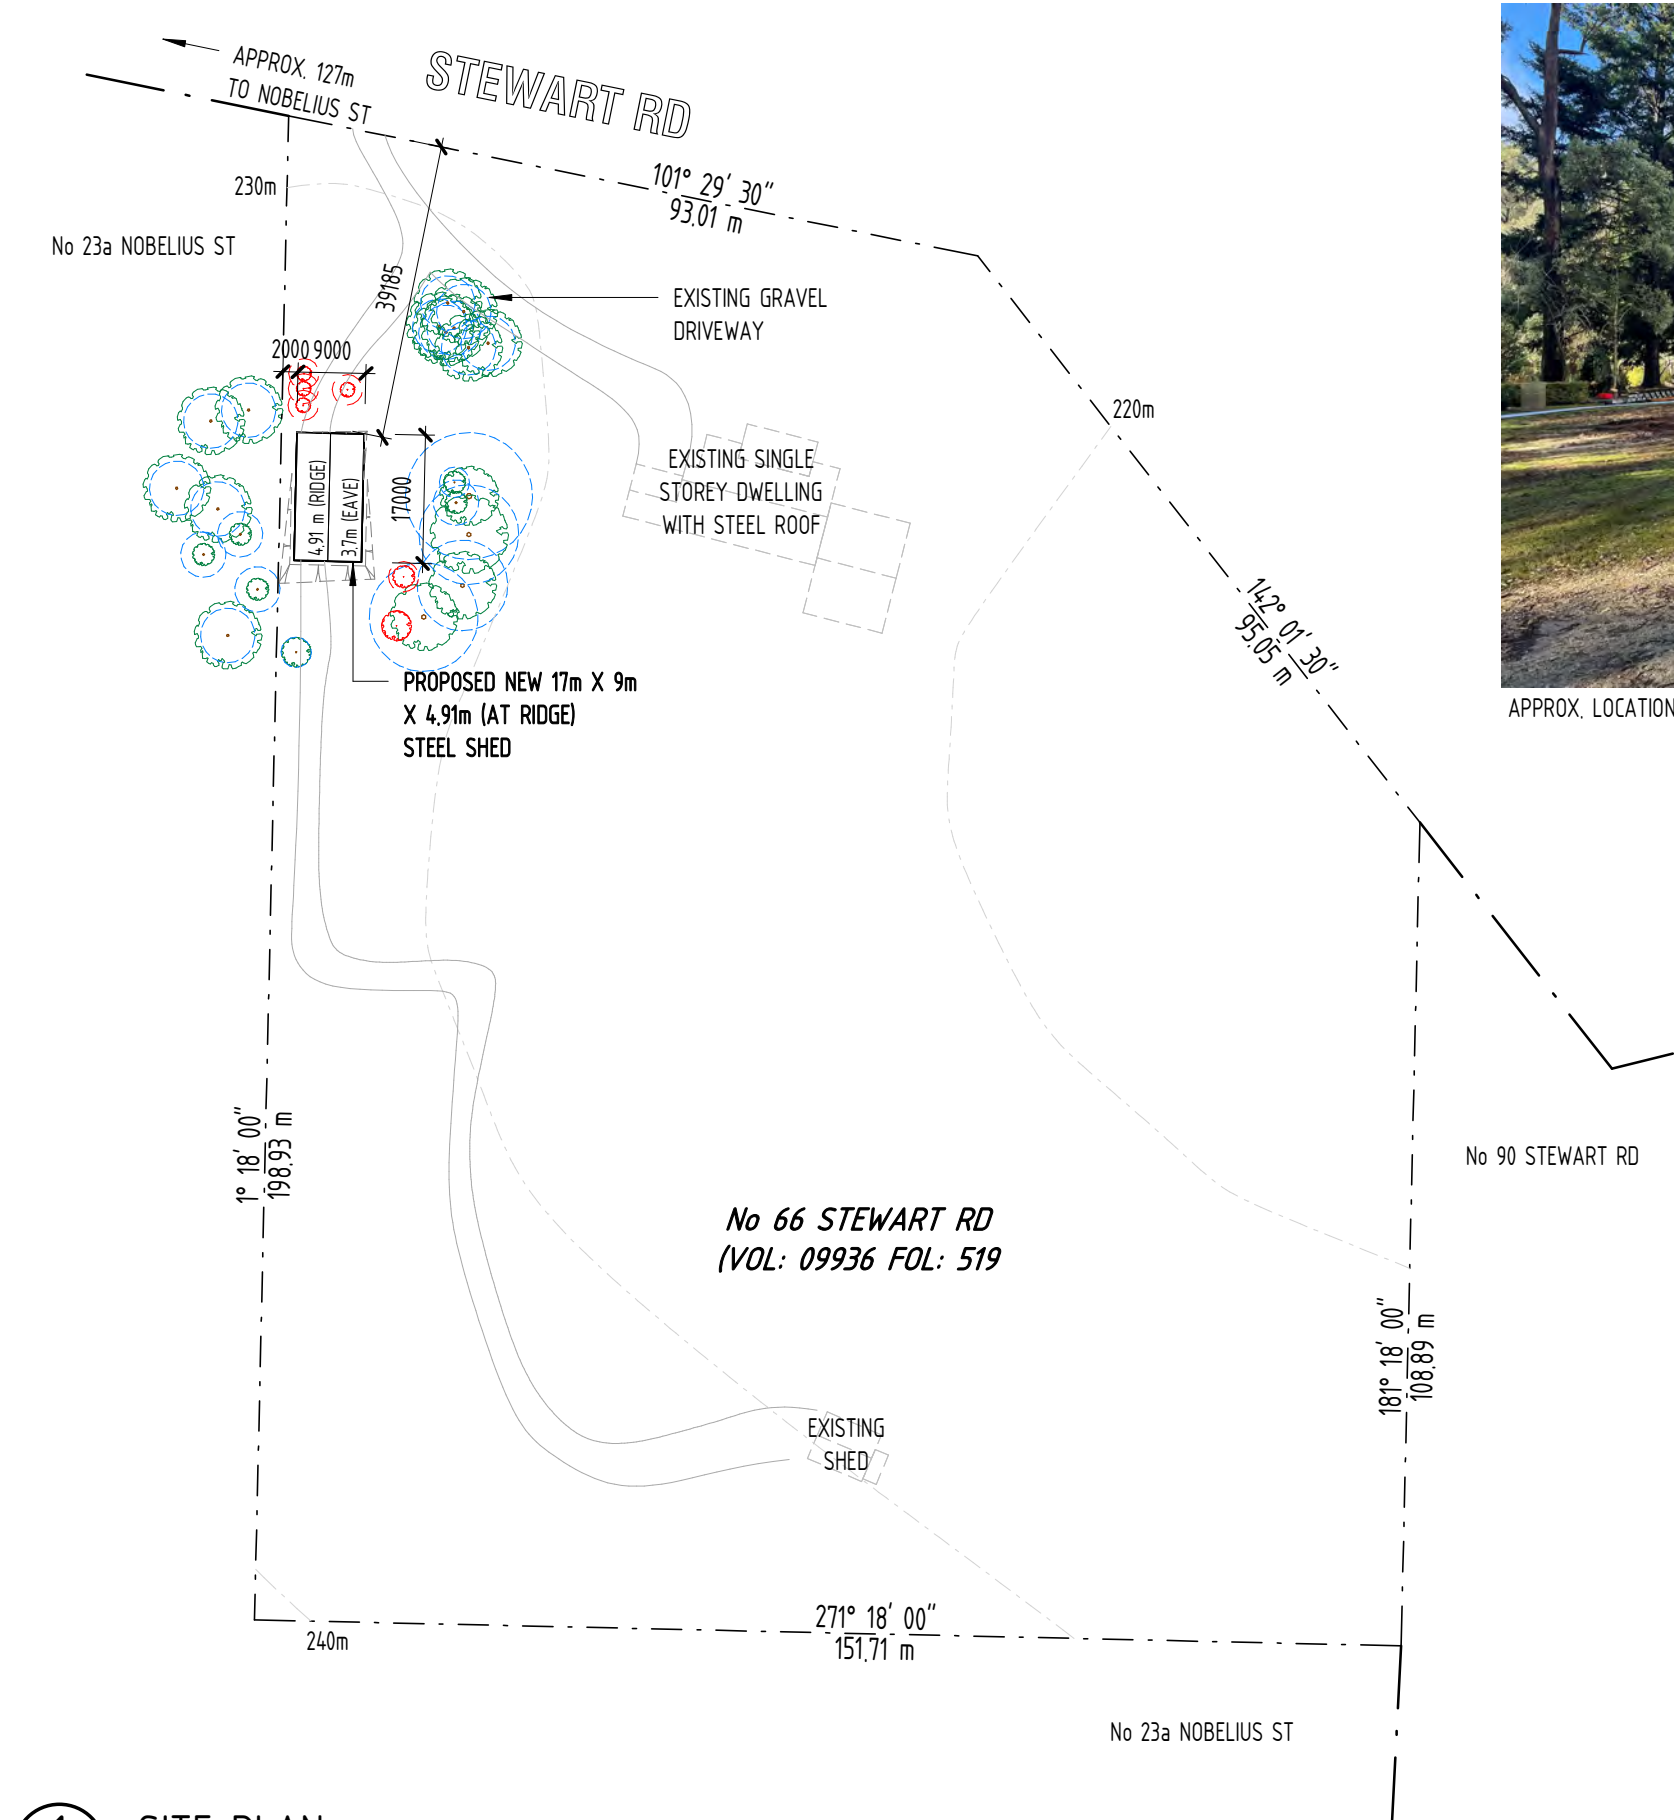 APPROX. 127m
TO NOBELIUS ST
STEWART RD
101° 29' 30"
93.01 m
230m
No 23a NOBELIUS ST
39185
EXISTING GRAVEL
DRIVEWAY
2000 9000
220m
EXISTING SINGLE
STOREY DWELLING
WITH STEEL ROOF
4.91 m (RIDGE)
3.7m (EAVE)
17000
142° 01' 30"
95.05 m
PROPOSED NEW 17m X 9m
X 4.91m (AT RIDGE)
STEEL SHED
APPROX. LOCATION
1° 18' 00"
198.93 m
No 90 STEWART RD
No 66 STEWART RD
(VOL: 09936 FOL: 519
181° 18' 00"
108.89 m
EXISTING
SHED
271° 18' 00"
151.71 m
240m
No 23a NOBELIUS ST
1
SITE PLAN